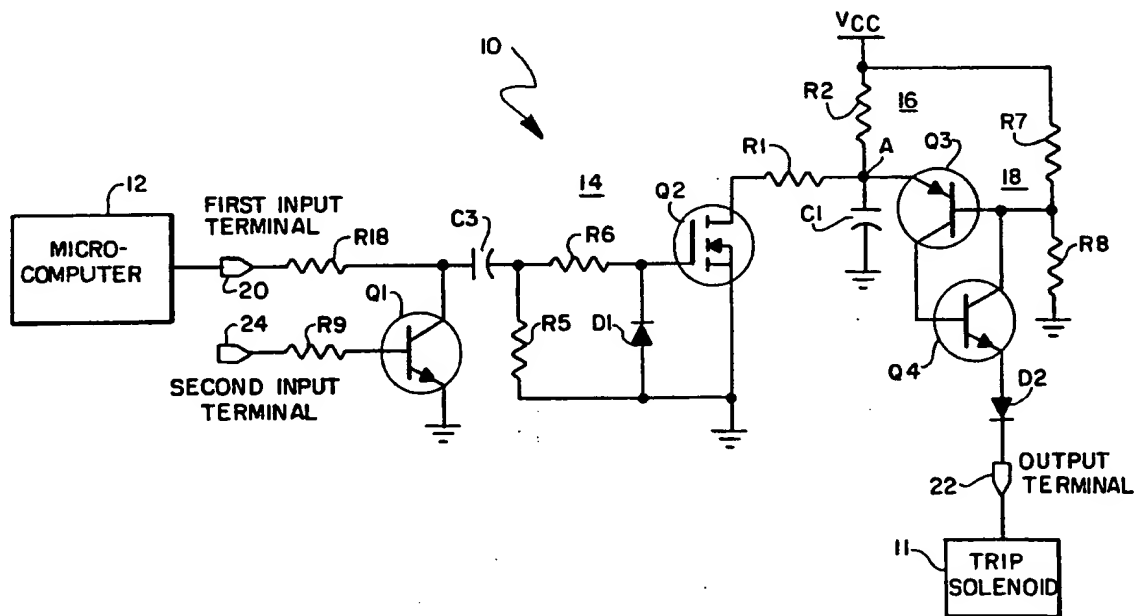 10
VCC
R2
16
R7
12
R1
A
Q3
14
Q2
18
FIRST INPUT
TERMINAL
C3
C1
MICRO-
COMPUTER
R18
R6
R8
20
Q1
24
R9
R5
D1
Q4
SECOND INPUT
TERMINAL
D2
22
OUTPUT
TERMINAL
11
TRIP
SOLENOID